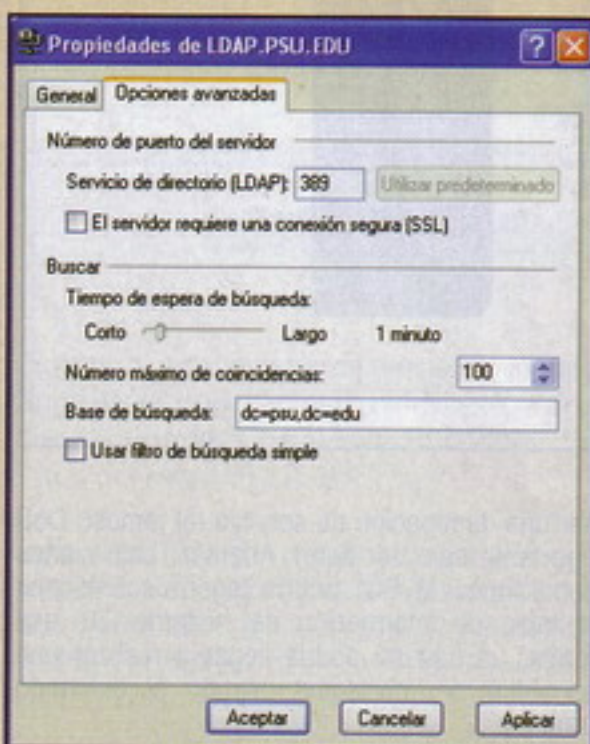 Propiedades de LDAP.PSU.EDU
General Opciones avanzadas
Número de puerto del servidor
Servicio de directorio (LDAP): 389 Utilizar predeterminado
El servidor requiere una conexión segura (SSL)
Buscar
Tiempo de espera de búsqueda:
Corto Largo 1 minuto
Número máximo de coincidencias: 100
Base de búsqueda: dc=psu,dc=edu
Usar filtro de búsqueda simple
Aceptar Cancelar Aplicar